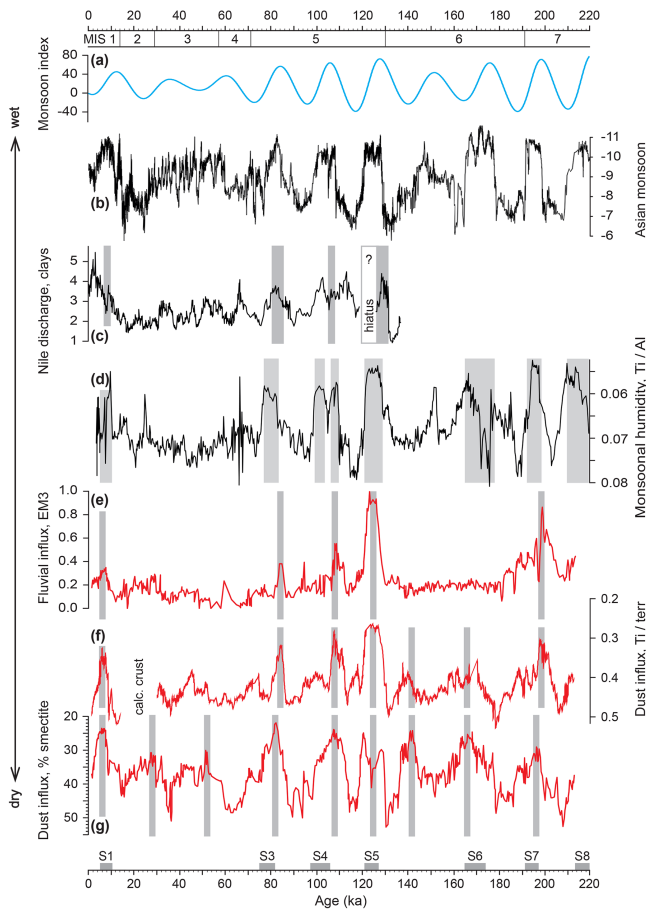 0 20 40 60 80 100 120 140 160 180 200 220
MIS 1 2 3 4 5 6 7
(a)
Monsoon index
80
40
0
-40
wet
(b)
-11
-10
-9
-8
-7
-6
Asian monsoon
5
4
3
2
1
Nile discharge, clays
(c)
hiatus
?
(d)
0.06
0.07
0.08
Monsoonal humidity, Ti / Al
(e)
1.0
0.8
0.6
0.4
0.2
0.0
Fluvial influx, EM3
(f)
calc. crust
0.2
0.3
0.4
0.5
Dust influx, Ti / terr
20
30
40
50
Dust influx, % smectite
(g)
dry
S1 S3 S4 S5 S6 S7 S8
0 20 40 60 80 100 120 140 160 180 200 220
Age (ka)